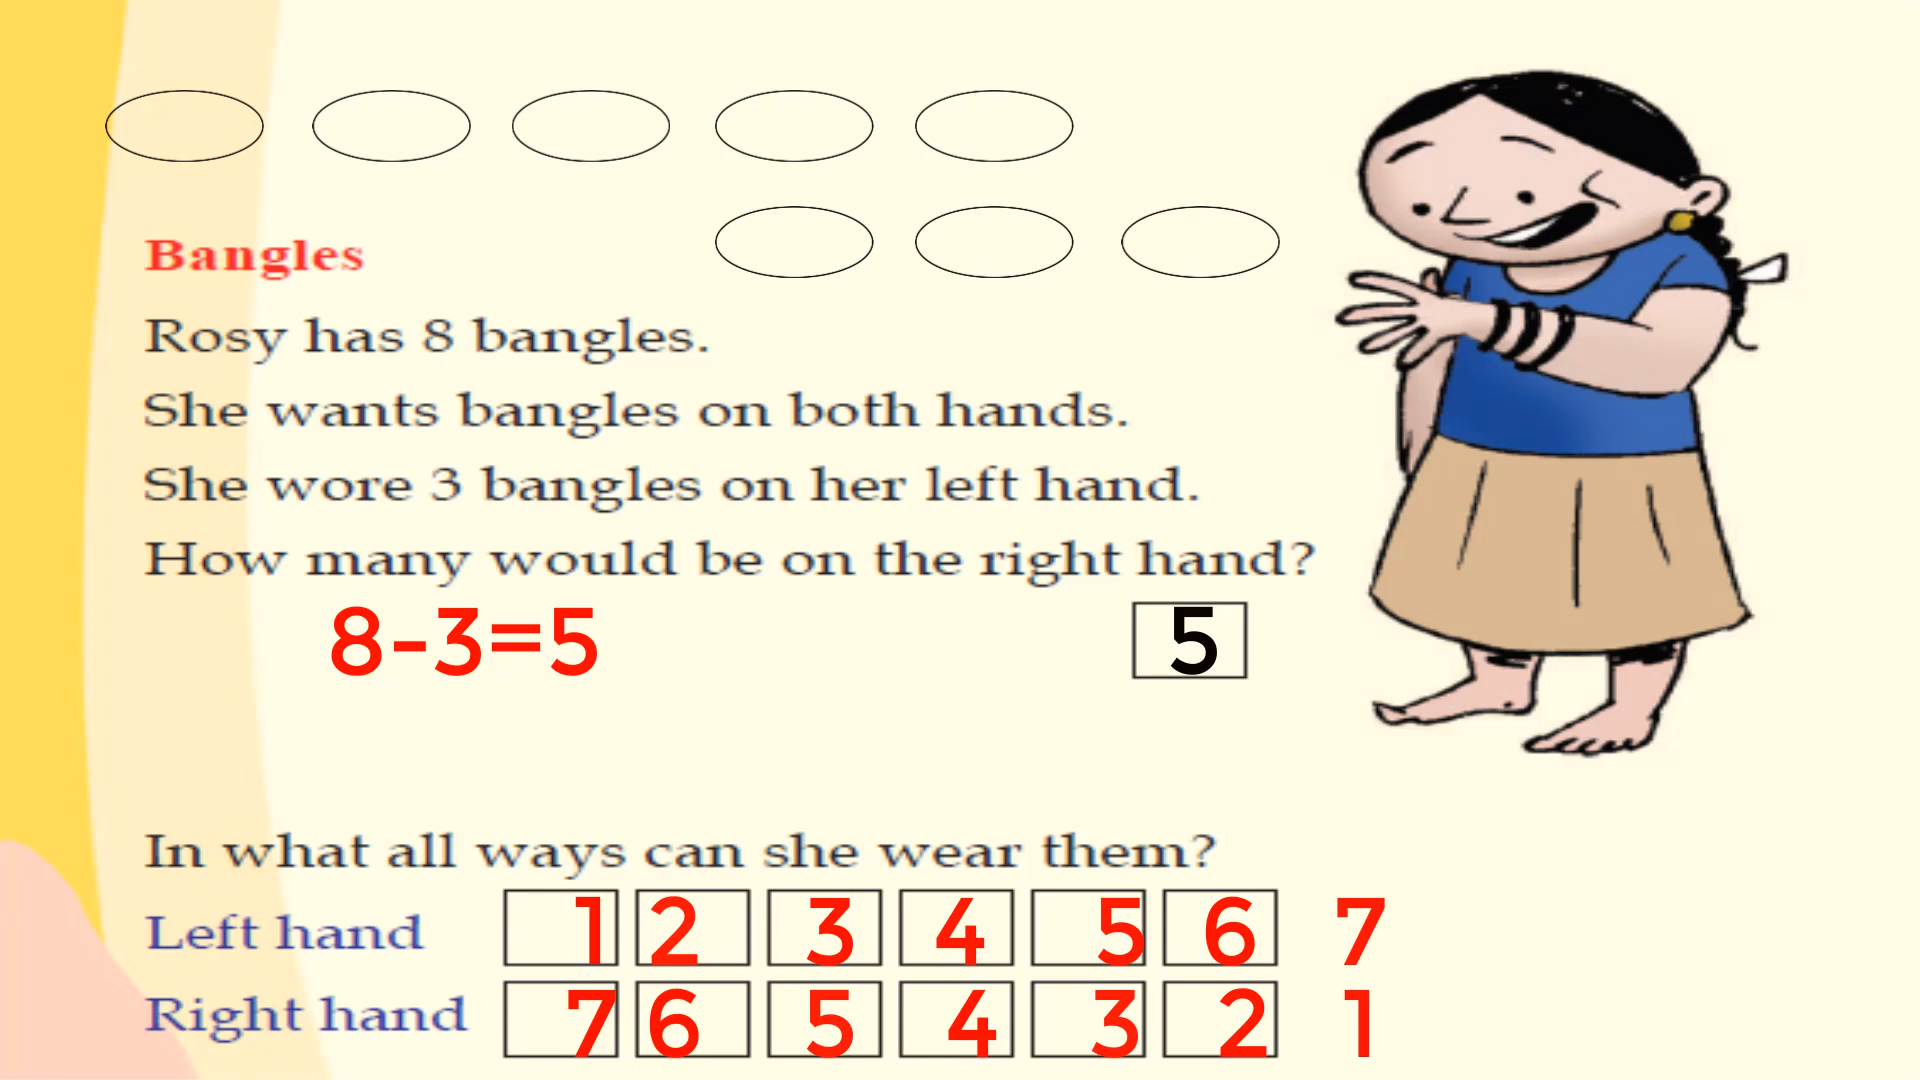 Bangles
Rosy has 8 bangles.
She wants bangles on both hands.
She wore 3 bangles on her left hand.
How many would be on the right hand?
8-3=5 5
In what all ways can she wear them?
Left hand 1 2 3 4 5 6 7
Right hand 7 6 5 4 3 2 1